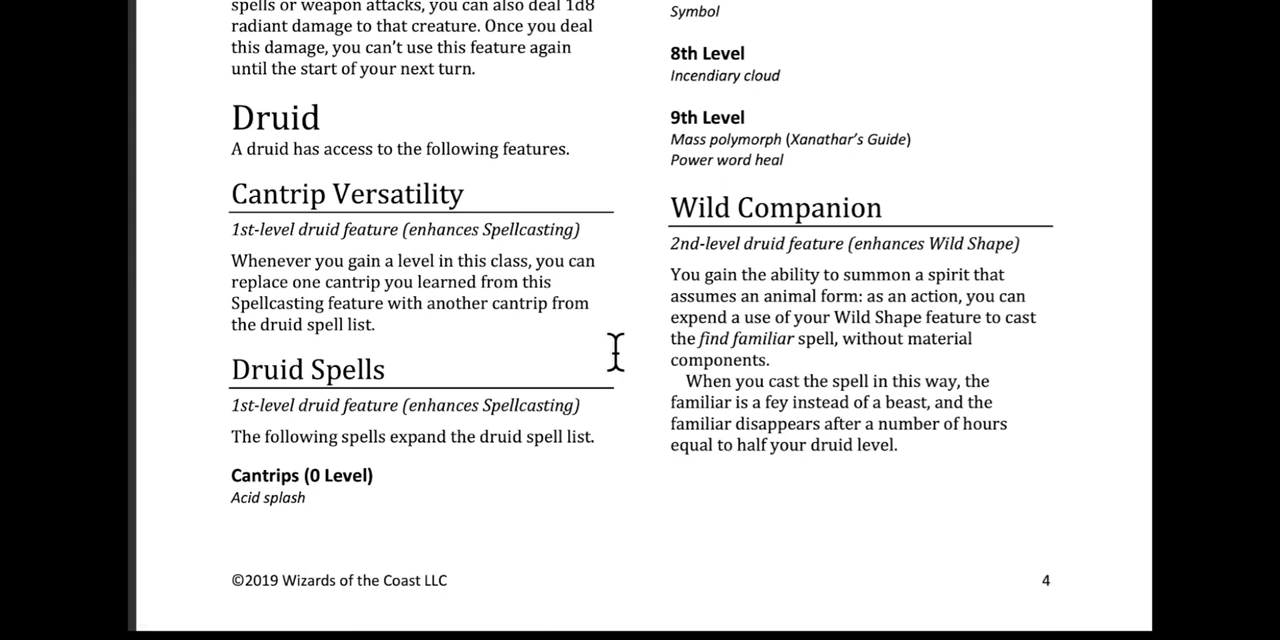 spells or weapon attacks, you can also deal 1d8
radiant damage to that creature. Once you deal
this damage, you can’t use this feature again
until the start of your next turn.
Druid
A druid has access to the following features.
Cantrip Versatility
1st-level druid feature (enhances Spellcasting)
Whenever you gain a level in this class, you can
replace one cantrip you learned from this
Spellcasting feature with another cantrip from
the druid spell list.
Druid Spells
1st-level druid feature (enhances Spellcasting)
The following spells expand the druid spell list.
Cantrips (0 Level)
Acid splash
Symbol
8th Level
Incendiary cloud
9th Level
Mass polymorph (Xanathar’s Guide)
Power word heal
Wild Companion
2nd-level druid feature (enhances Wild Shape)
You gain the ability to summon a spirit that
assumes an animal form: as an action, you can
expend a use of your Wild Shape feature to cast
the find familiar spell, without material
components.
When you cast the spell in this way, the
familiar is a fey instead of a beast, and the
familiar disappears after a number of hours
equal to half your druid level.
©2019 Wizards of the Coast LLC
4